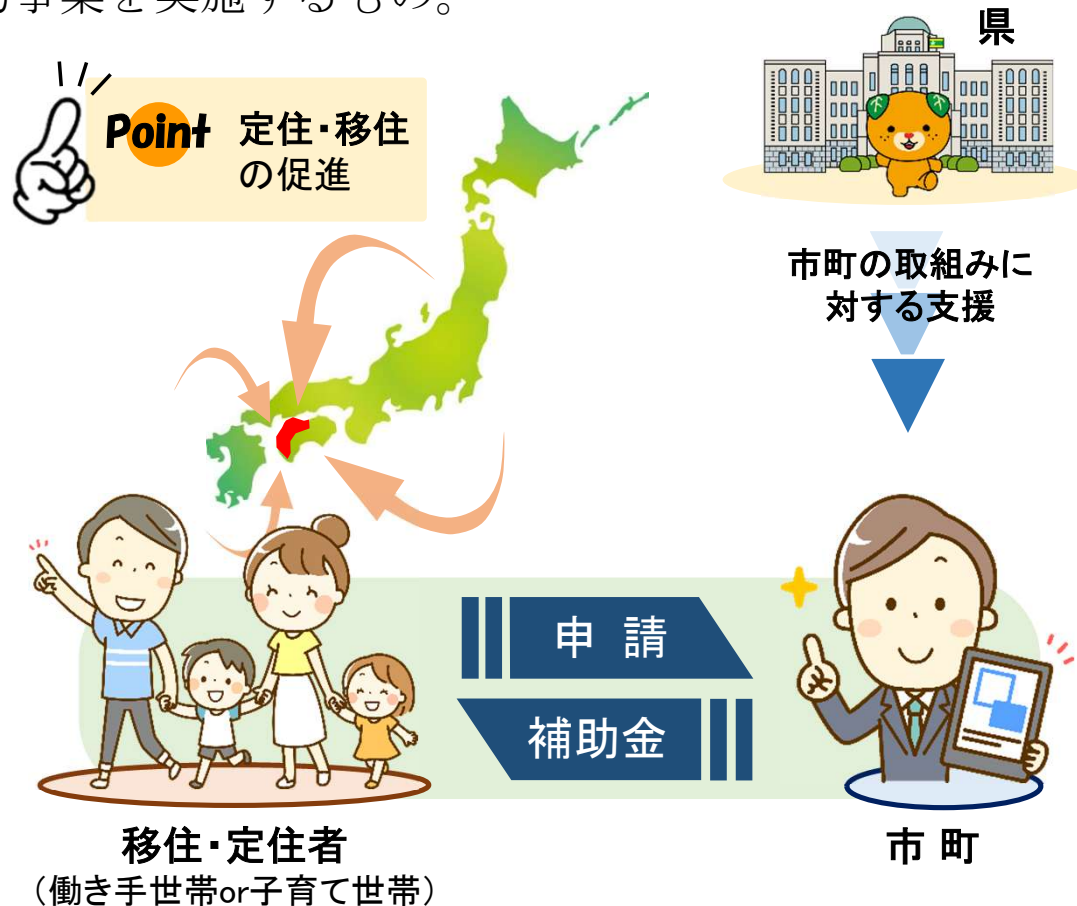 事業を実施するもの。
県
Point 定住・移住
の促進
市町の取組みに
対する支援
申 請
補助金
移住・定住者
（働き手世帯or子育て世帯）
市 町